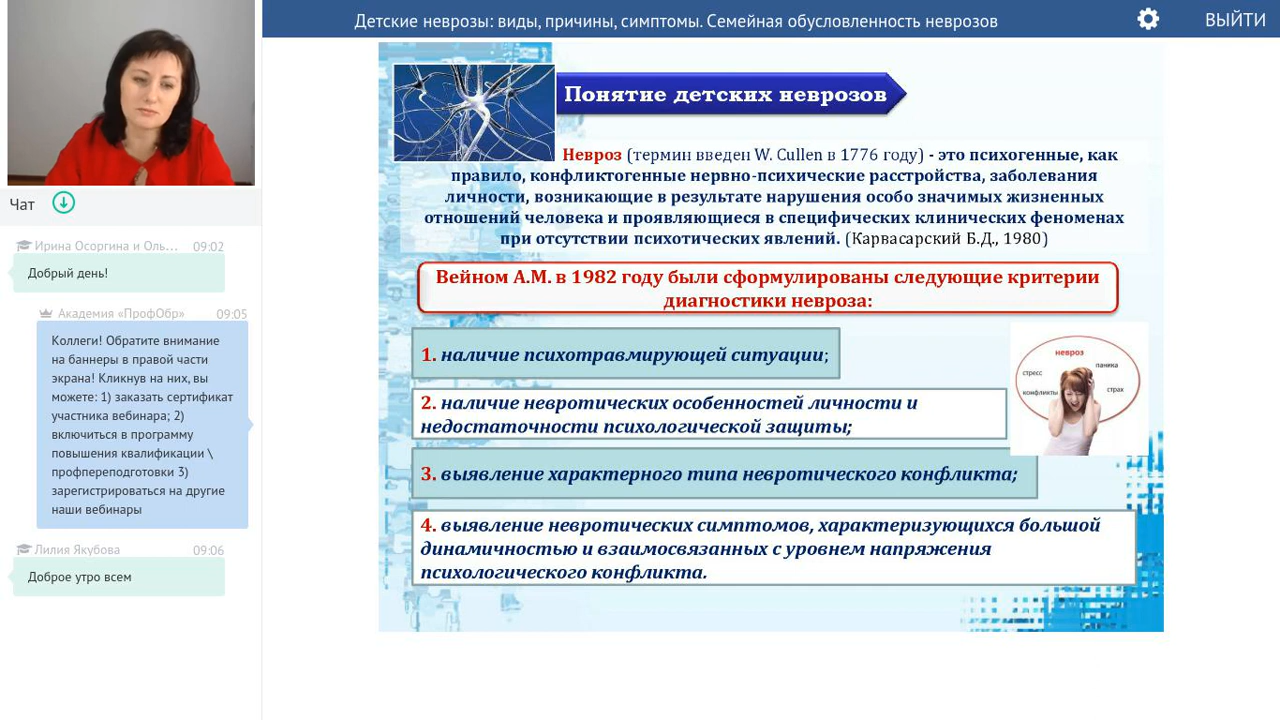 Детские неврозы: виды, причины, симптомы. Семейная обусловленность неврозов
ВЫЙТИ
Чат
Ирина Осоргина и Оль...
09:02
Добрый день!
Академия «ПрофОбр»
09:05
Коллеги! Обратите внимание
на баннеры в правой части
экрана! Кликнув на них, вы
можете: 1) заказать сертификат
участника вебинара; 2)
включиться в программу
повышения квалификации \
профпереподготовки 3)
зарегистрироваться на другие
наши вебинары
Лилия Якубова
09:06
Доброе утро всем
Понятие детских неврозов
Невроз (термин введен W. Cullen в 1776 году) - это психогенные, как
правило, конфликтогенные нервно-психические расстройства, заболевания
личности, возникающие в результате нарушения особо значимых жизненных
отношений человека и проявляющиеся в специфических клинических феноменах
при отсутствии психотических явлений. (Карвасарский Б.Д., 1980)
Вейном А.М. в 1982 году были сформулированы следующие критерии
диагностики невроза:
1. наличие психотравмирующей ситуации;
2. наличие невротических особенностей личности и
недостаточности психологической защиты;
3. выявление характерного типа невротического конфликта;
4. выявление невротических симптомов, характеризующихся большой
динамичностью и взаимосвязанных с уровнем напряжения
психологического конфликта.
невроз
стресс
паника
конфликты
страх